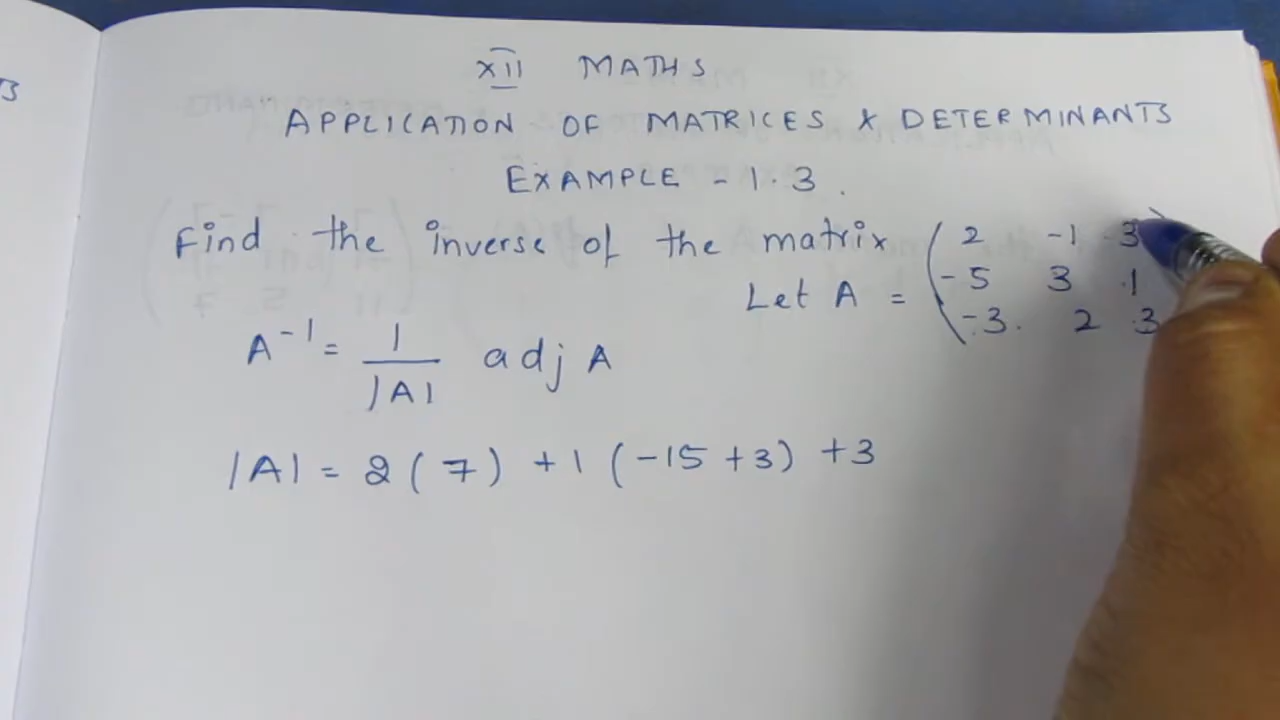 XII MATHS
APPLICATION OF MATRICES & DETERMINANTS
EXAMPLE - 1.3.
Find the inverse of the matrix
Let A = ( 2 -1 3
-5 3 1
-3 2 3
A⁻¹ = 1/|A| adj A
|A| = 2(7) + 1(-15+3) + 3